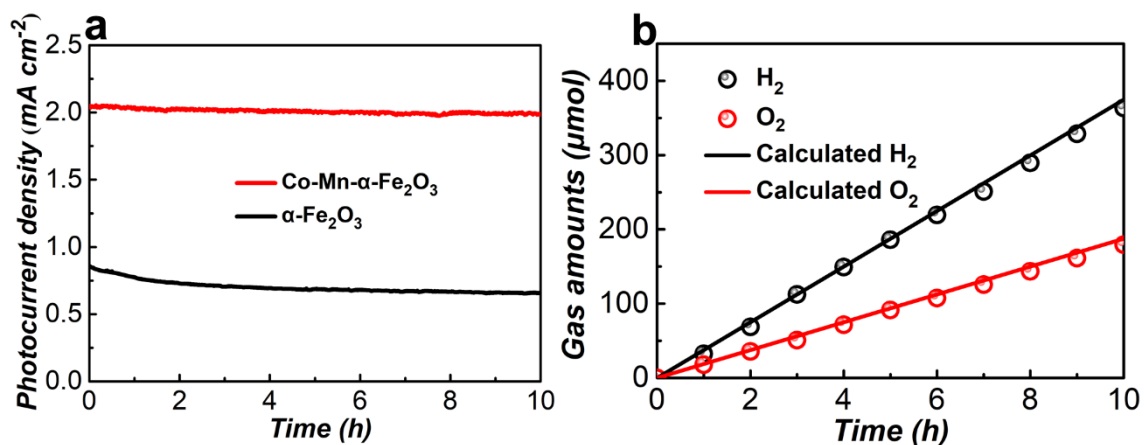 a
2.5
2.0
1.5
1.0
0.5
0.0
Photocurrent density (mA cm⁻²)
Co-Mn-α-Fe₂O₃
α-Fe₂O₃
0 2 4 6 8 10
Time (h)
b
400
300
200
100
0
Gas amounts (μmol)
H₂
O₂
Calculated H₂
Calculated O₂
0 2 4 6 8 10
Time (h)